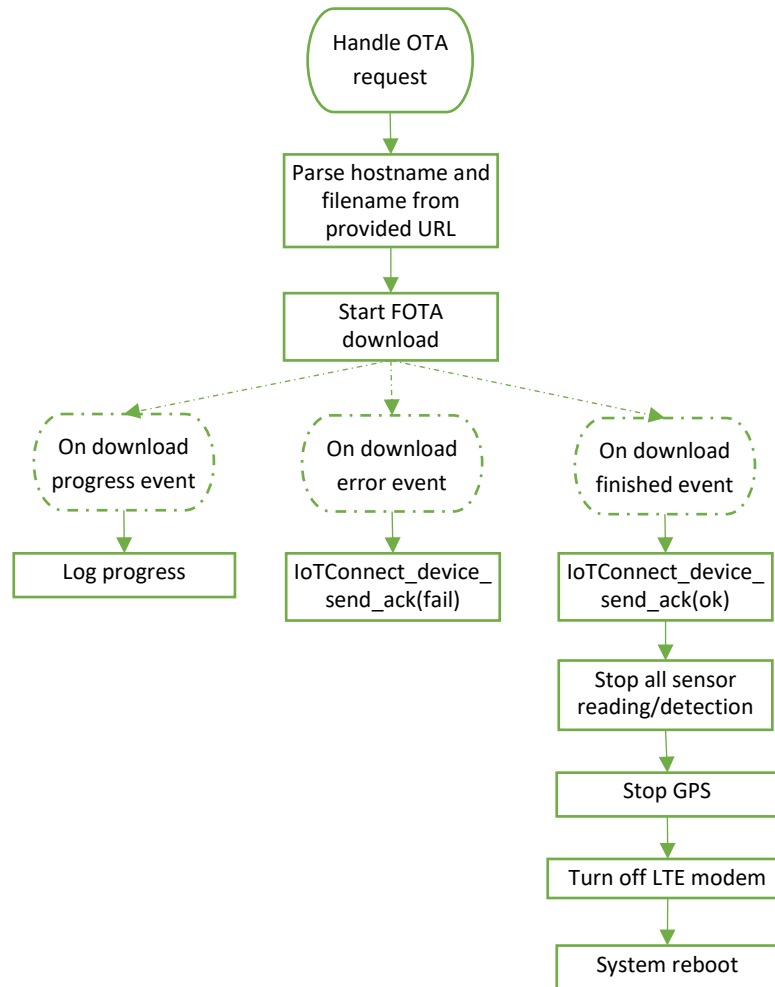 Handle OTA
request
Parse hostname and
filename from
provided URL
Start FOTA
download
On download
progress event
On download
error event
On download
finished event
Log progress
IoTConnect_device_
send_ack(fail)
IoTConnect_device_
send_ack(ok)
Stop all sensor
reading/detection
Stop GPS
Turn off LTE modem
System reboot